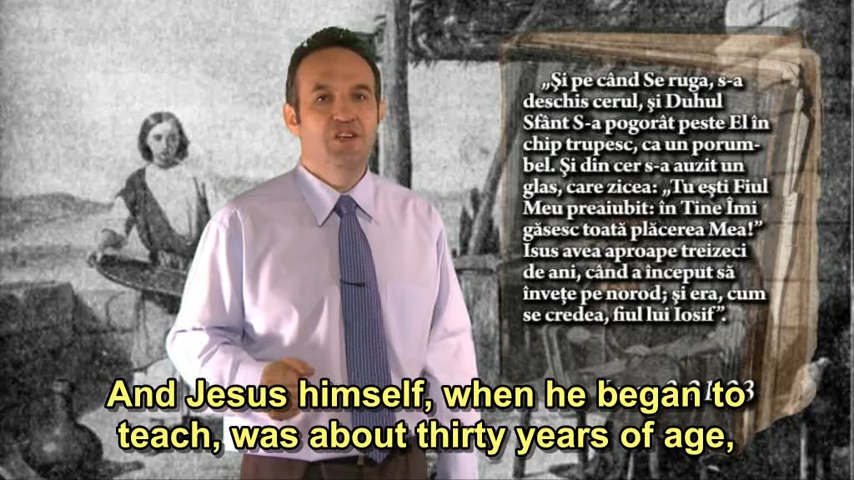 „Şi pe când Se ruga, s-a
deschis cerul, şi Duhul
Sfânt S-a pogorât peste El în
chip trupesc, ca un porum-
bel. Şi din cer s-a auzit un
glas, care zicea: „Tu eşti Fiul
Meu preaiubit: în Tine Îmi
găsesc toată plăcerea Mea!”
Isus avea aproape treizeci
de ani, când a început să
înveţe pe norod; şi era, cum
se credea, fiul lui Iosif”.
And Jesus himself, when he began to
teach, was about thirty years of age,